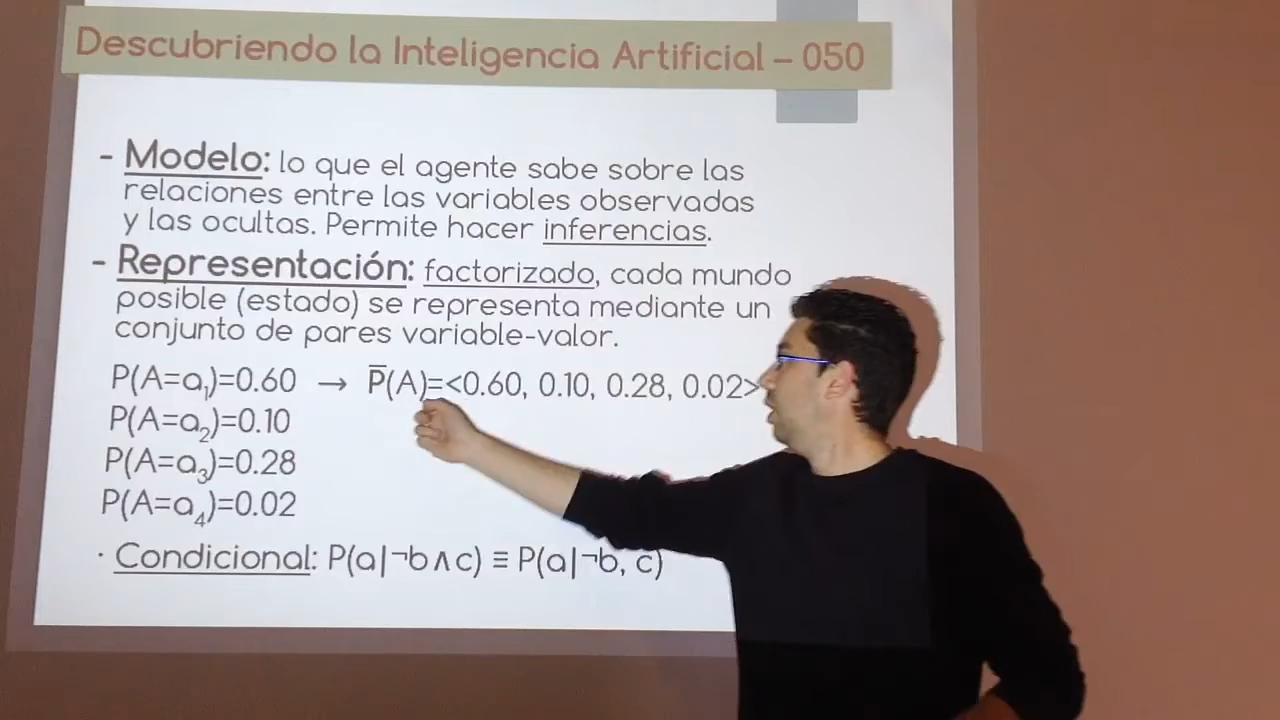 Descubriendo la Inteligencia Artificial – 050
- Modelo: lo que el agente sabe sobre las
relaciones entre las variables observadas
y las ocultas. Permite hacer inferencias.
- Representación: factorizado, cada mundo
posible (estado) se representa mediante un
conjunto de pares variable-valor.
P(A=a₁)=0.60 → P̅(A)=<0.60, 0.10, 0.28, 0.02>
P(A=a₂)=0.10
P(A=a₃)=0.28
P(A=a₄)=0.02
· Condicional: P(a|¬b∧c) ≡ P(a|¬b, c)